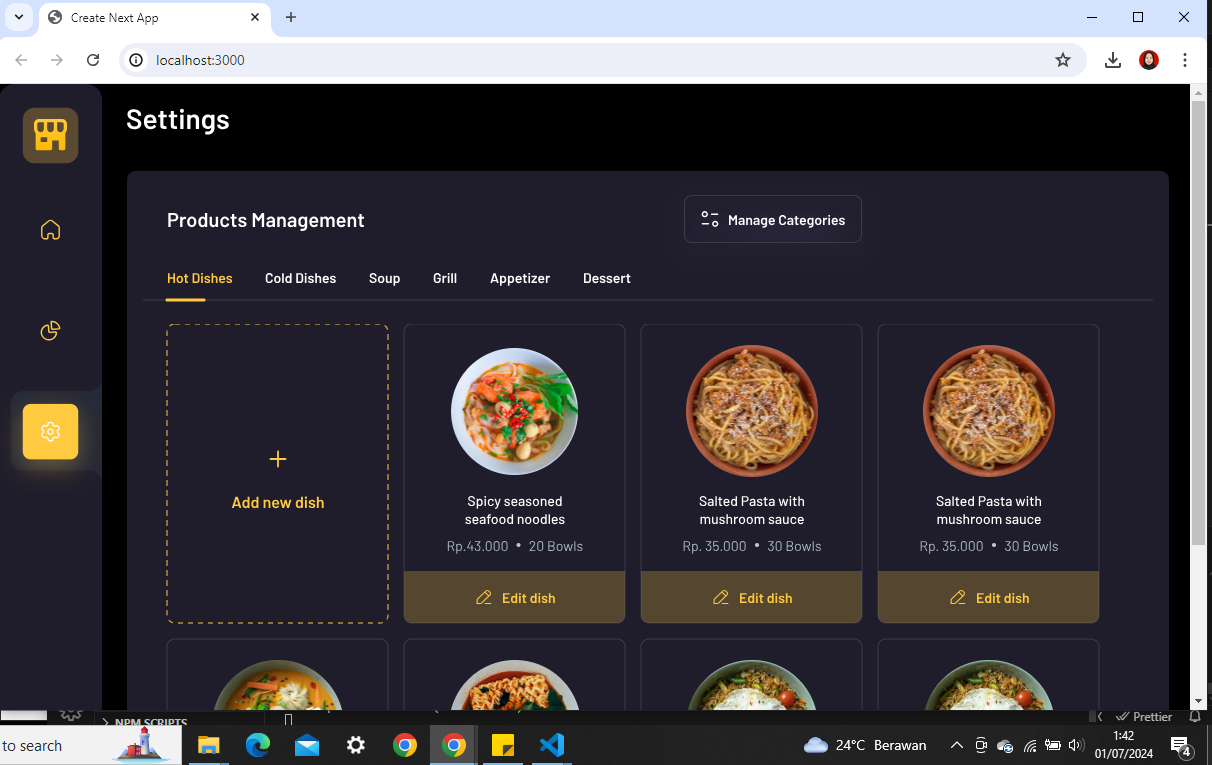 Create Next App
localhost:3000
Settings
Products Management
Manage Categories
Hot Dishes Cold Dishes Soup Grill Appetizer Dessert
Add new dish
Spicy seasoned
seafood noodles
Rp.43.000 • 20 Bowls
Edit dish
Salted Pasta with
mushroom sauce
Rp. 35.000 • 30 Bowls
Edit dish
Salted Pasta with
mushroom sauce
Rp. 35.000 • 30 Bowls
Edit dish
NPM SCRIPTS
Prettier
to search
24°C Berawan
1:42
01/07/2024
4